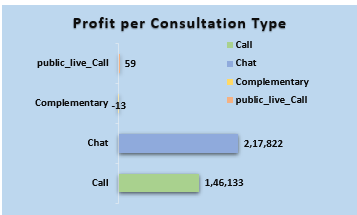 Profit per Consultation Type
public_live_Call
59
Complementary
-13
Chat
2,17,822
Call
1,46,133
Call
Chat
Complementary
public_live_Call